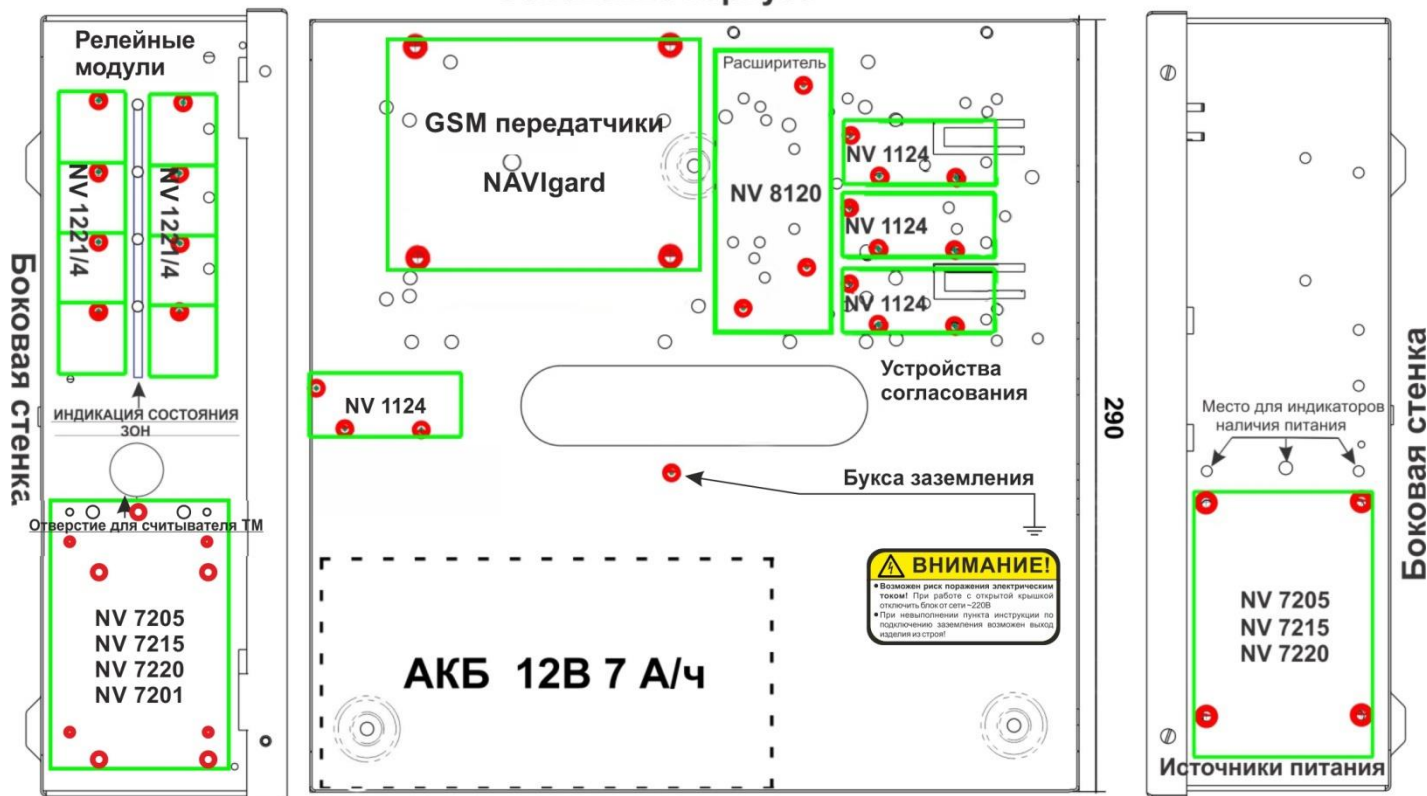 Релейные
модули
NV 1221/4
NV 1221/4
Боковая стенка
ИНДИКАЦИЯ СОСТОЯНИЯ
ЗОН
Отверстие для считывателя ТМ
NV 7205
NV 7215
NV 7220
NV 7201
GSM передатчики
NAVIgard
Расширитель
NV 8120
NV 1124
NV 1124
NV 1124
Устройства
согласования
NV 1124
Букса заземления
ВНИМАНИЕ!
• Возможен риск поражения электрическим
током! При работе с открытой крышкой
отключить блок от сети ~220В
• При невыполнении пункта инструкции по
подключению заземления возможен выход
изделия из строя!
АКБ 12В 7 А/ч
290
Место для индикаторов
наличия питания
NV 7205
NV 7215
NV 7220
Источники питания
Боковая стенка